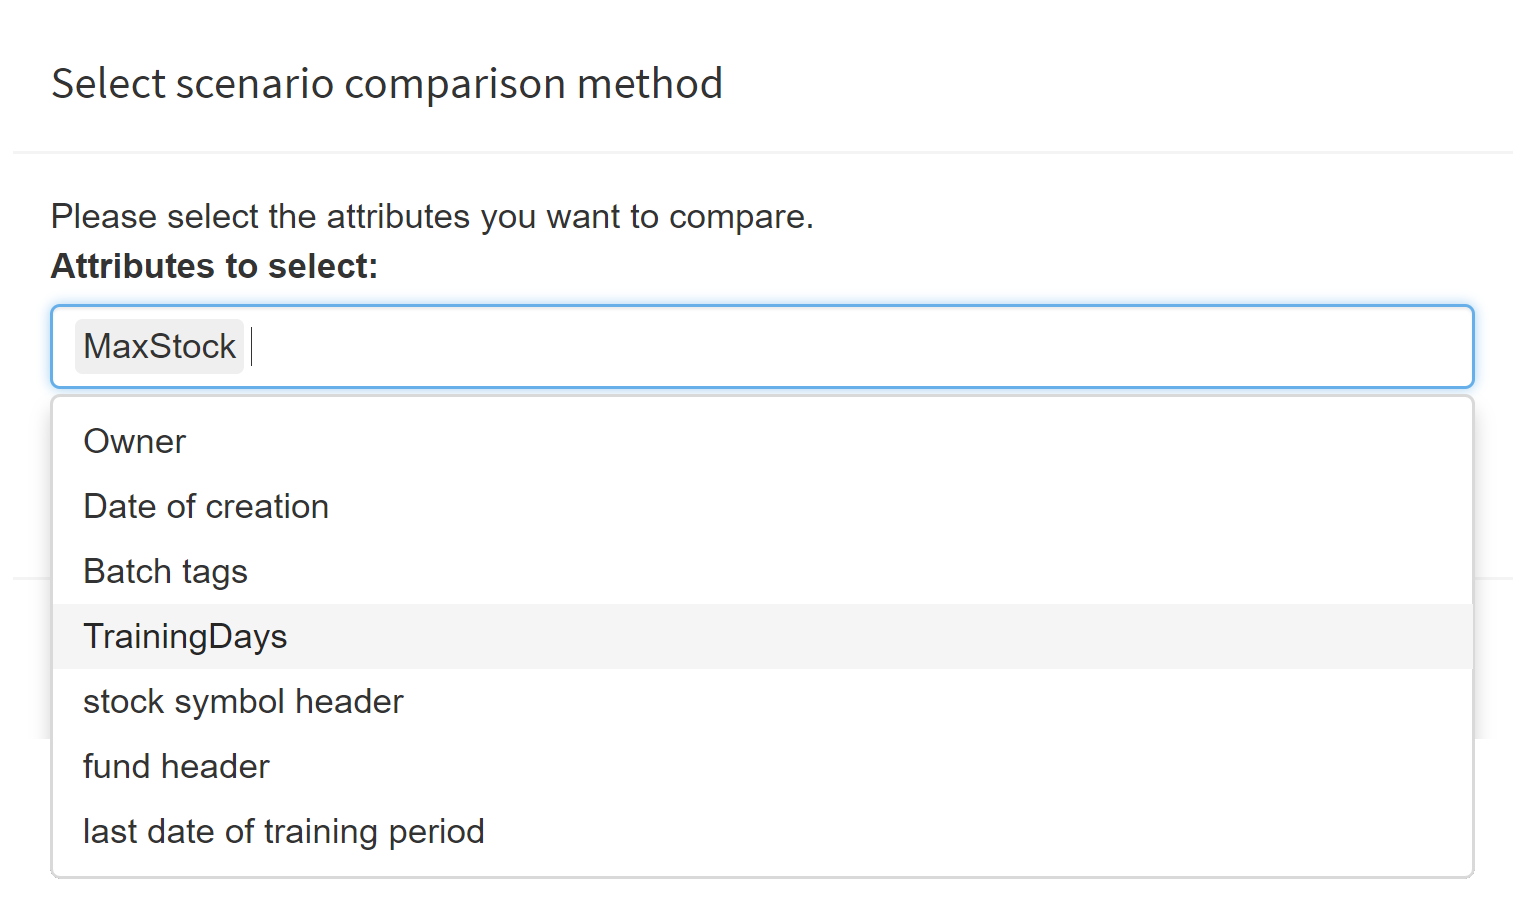 Select scenario comparison method
Please select the attributes you want to compare.
Attributes to select:
MaxStock
Owner
Date of creation
Batch tags
TrainingDays
stock symbol header
fund header
last date of training period